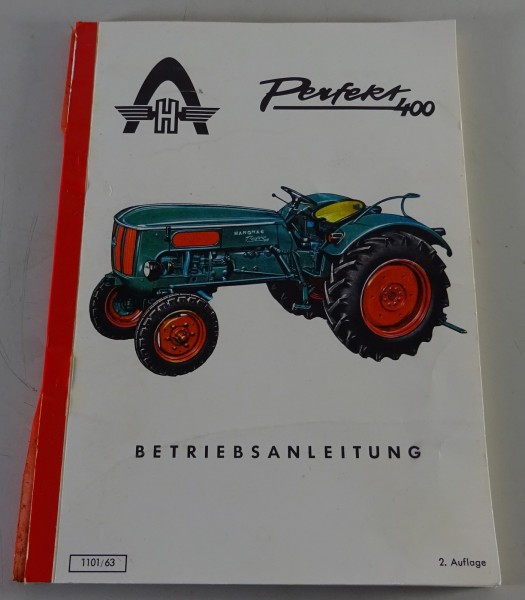 H
Perfekt 400
HANOMAG
BETRIEBSANLEITUNG
1101/63
2. Auflage